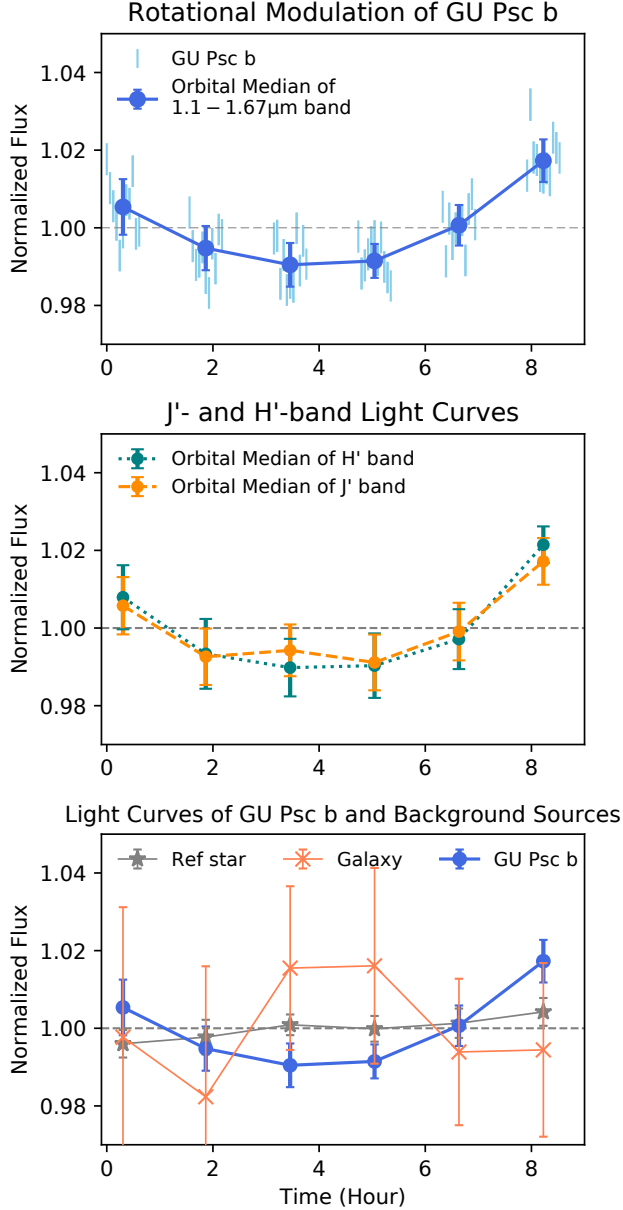 Rotational Modulation of GU Psc b
1.04
1.02
1.00
0.98
Normalized Flux
GU Psc b
Orbital Median of
1.1 − 1.67μm band
0 2 4 6 8
J'- and H'-band Light Curves
1.04
1.02
1.00
0.98
Normalized Flux
Orbital Median of H' band
Orbital Median of J' band
0 2 4 6 8
Light Curves of GU Psc b and Background Sources
1.04
1.02
1.00
0.98
Normalized Flux
Ref star Galaxy GU Psc b
0 2 4 6 8
Time (Hour)